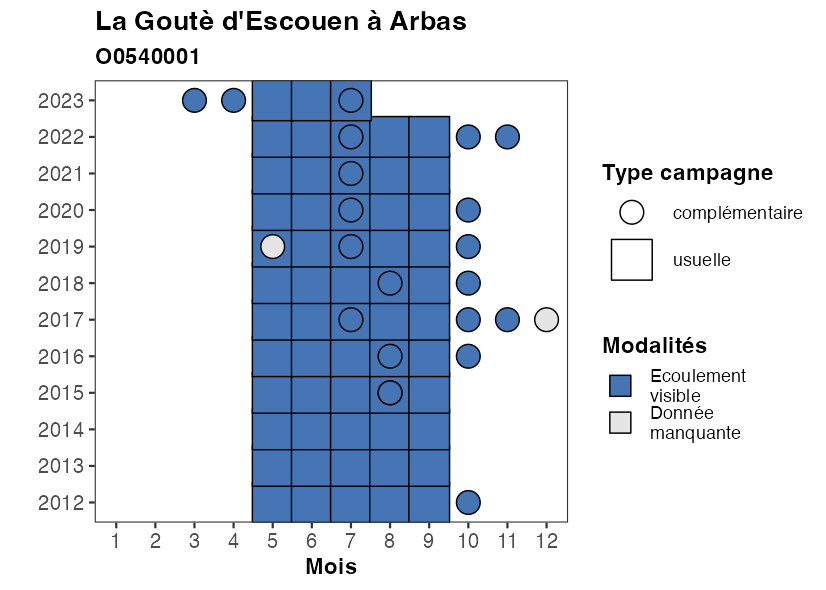 La Goutè d'Escouen à Arbas
O0540001
2023
2022
2021
2020
2019
2018
2017
2016
2015
2014
2013
2012
1 2 3 4 5 6 7 8 9 10 11 12
Mois
Type campagne
complémentaire
usuelle
Modalités
Ecoulement
visible
Donnée
manquante